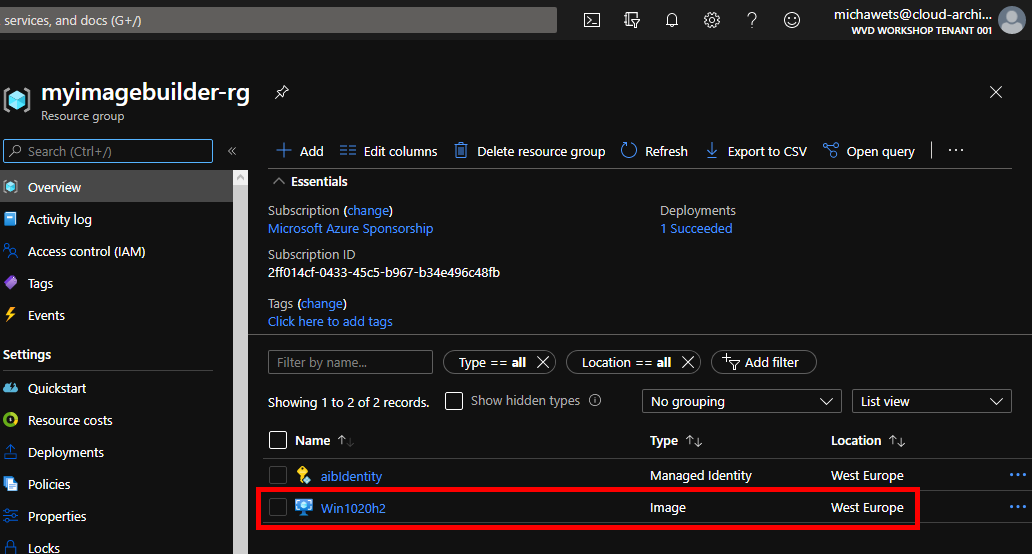 services, and docs (G+/)
michawets@cloud-archi...
WVD WORKSHOP TENANT 001
myimagebuilder-rg
Resource group
Search (Ctrl+/)
Add
Edit columns
Delete resource group
Refresh
Export to CSV
Open query
Essentials
Overview
Activity log
Access control (IAM)
Tags
Events
Settings
Quickstart
Resource costs
Deployments
Policies
Properties
Locks
Subscription (change)
Microsoft Azure Sponsorship
Deployments
1 Succeeded
Subscription ID
2ff014cf-0433-45c5-b967-b34e496c48fb
Tags (change)
Click here to add tags
Filter by name...
Type == all
Location == all
Add filter
Showing 1 to 2 of 2 records.
Show hidden types
No grouping
List view
Name
Type
Location
aibIdentity
Managed Identity
West Europe
Win1020h2
Image
West Europe